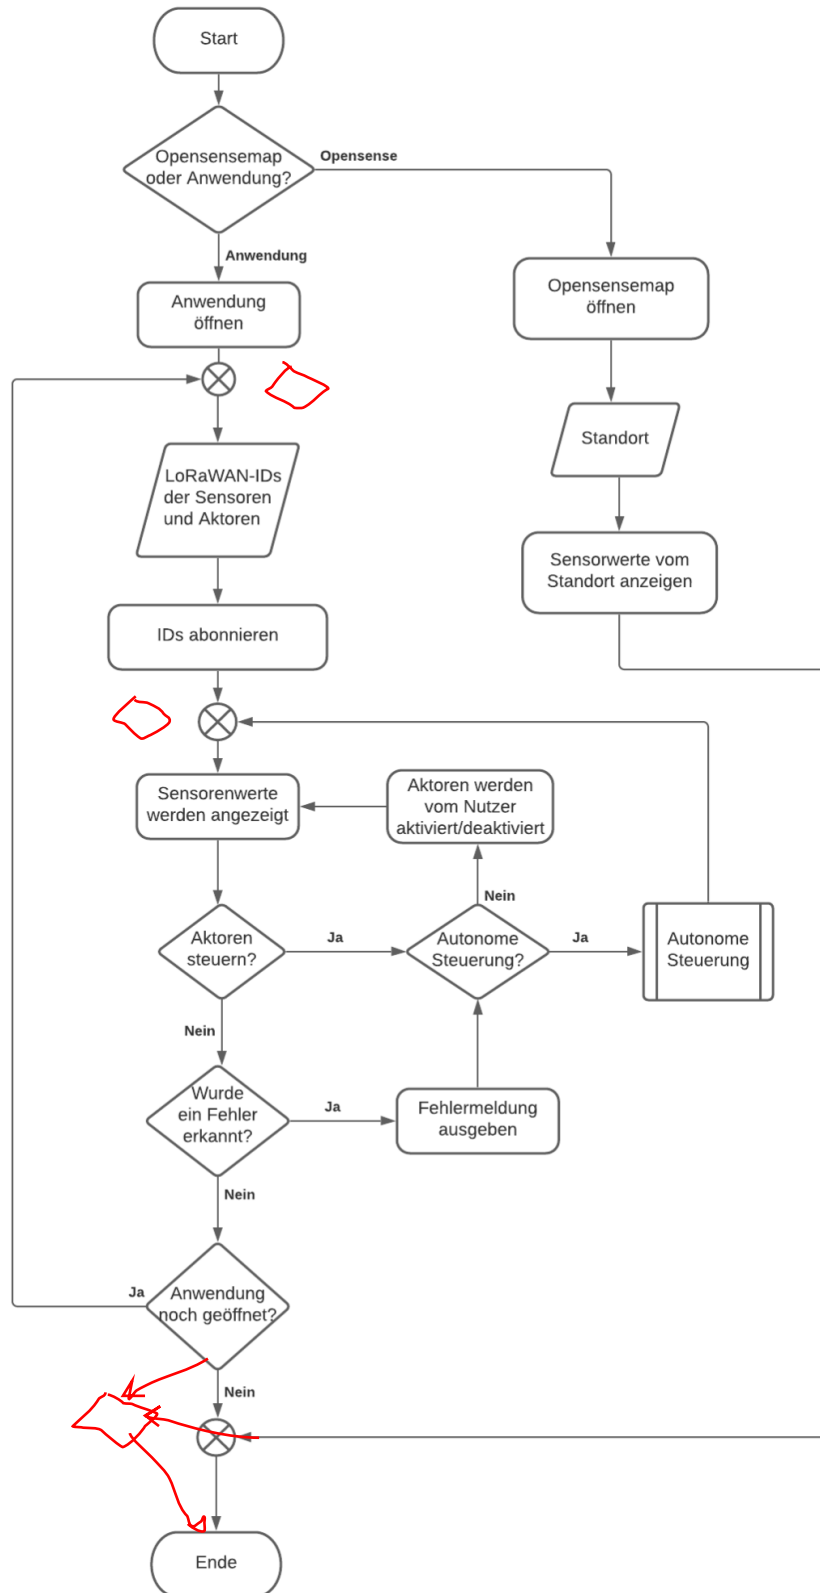 Start
Opensensemap
oder Anwendung?
Opensense
Anwendung
Anwendung
öffnen
Opensensemap
öffnen
Standort
LoRaWAN-IDs
der Sensoren
und Aktoren
Sensorwerte vom
Standort anzeigen
IDs abonnieren
Sensorenwerte
werden angezeigt
Aktoren werden
vom Nutzer
aktiviert/deaktiviert
Nein
Aktoren
steuern?
Ja
Autonome
Steuerung?
Ja
Autonome
Steuerung
Nein
Wurde
ein Fehler
erkannt?
Ja
Fehlermeldung
ausgeben
Nein
Ja
Anwendung
noch geöffnet?
Nein
Ende